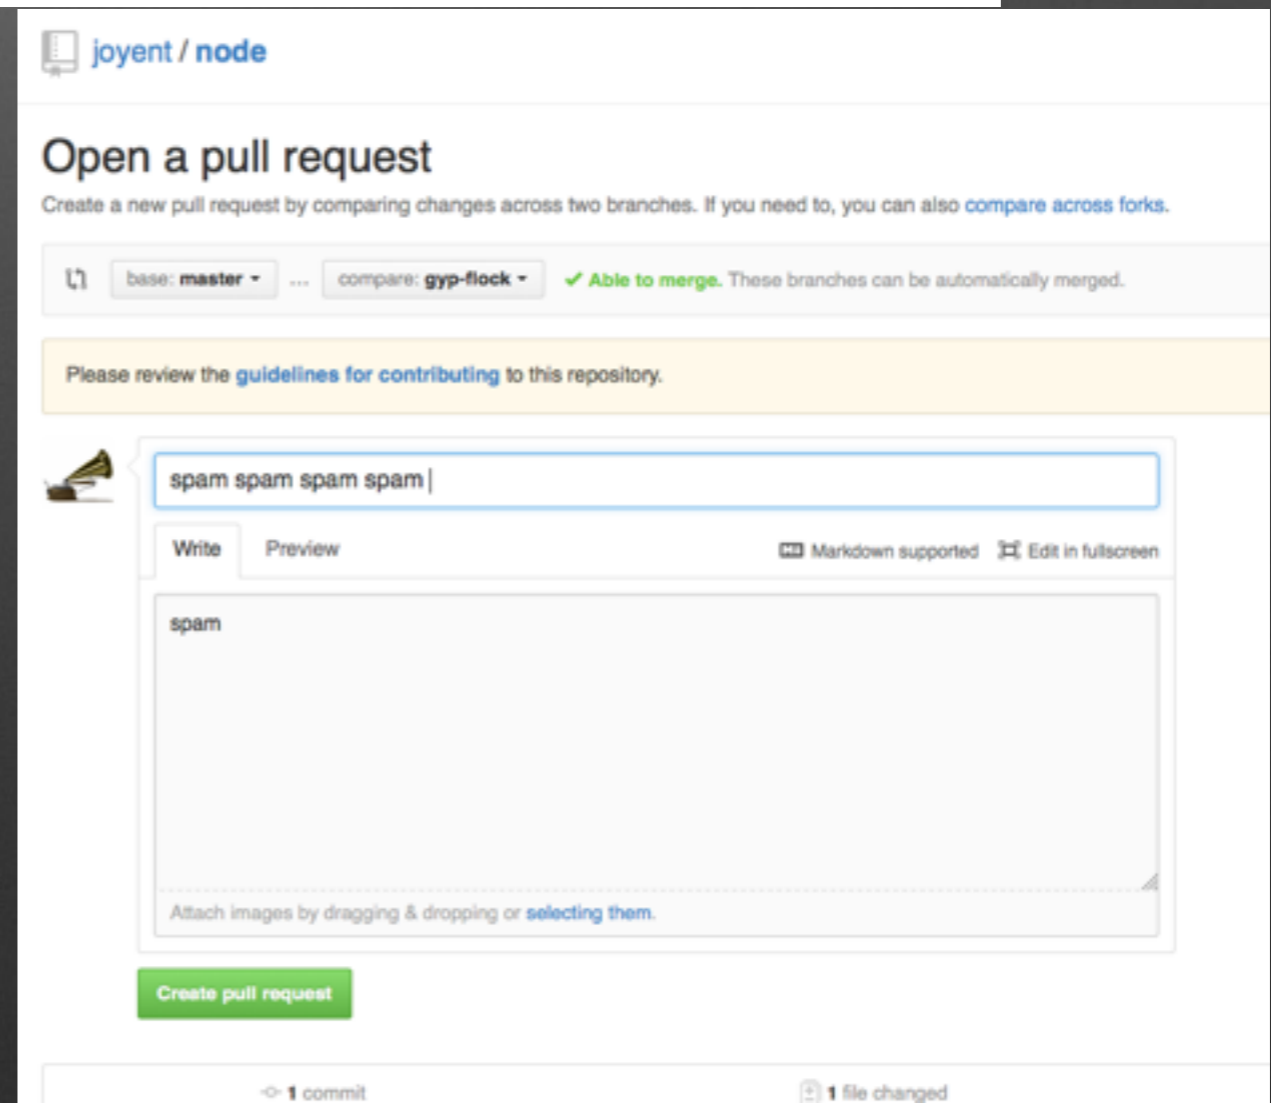 joyent / node
Open a pull request
Create a new pull request by comparing changes across two branches. If you need to, you can also compare across forks.
base: master ... compare: gyp-flock ✓ Able to merge. These branches can be automatically merged.
Please review the guidelines for contributing to this repository.
spam spam spam spam
Write Preview Markdown supported Edit in fullscreen
spam
Attach images by dragging & dropping or selecting them.
Create pull request
1 commit 1 file changed